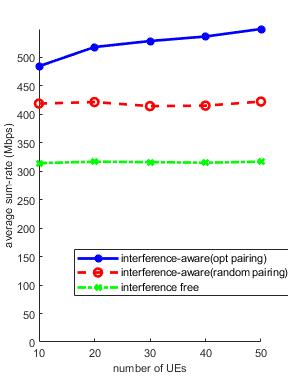 average sum-rate (Mbps)
500
450
400
350
300
250
200
150
100
50
0
interference-aware(opt pairing)
interference-aware(random pairing)
interference free
10 20 30 40 50
number of UEs